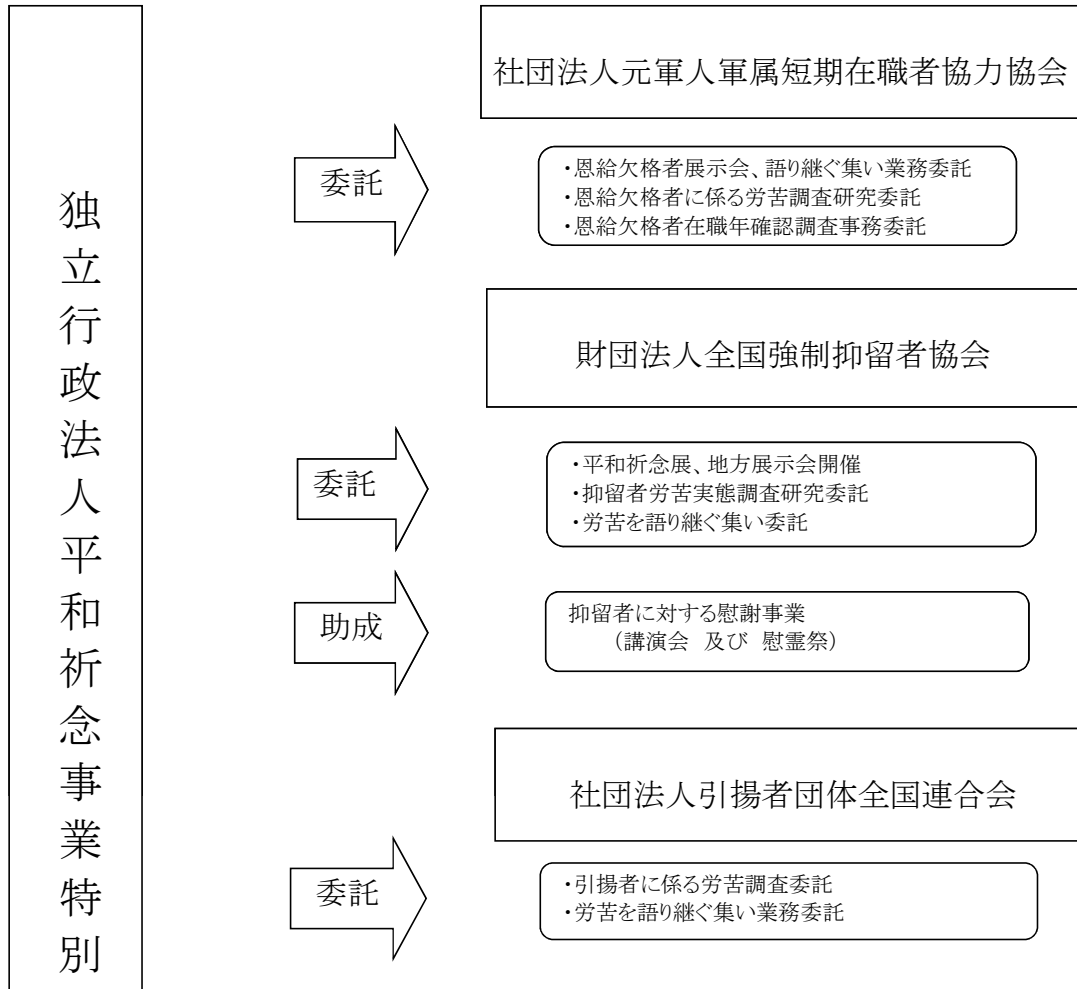 独立行政法人平和祈念事業特別
社団法人元軍人軍属短期在職者協力協会
委託
・恩給欠格者展示会、語り継ぐ集い業務委託
・恩給欠格者に係る労苦調査研究委託
・恩給欠格者在職年確認調査事務委託
財団法人全国強制抑留者協会
委託
・平和祈念展、地方展示会開催
・抑留者労苦実態調査研究委託
・労苦を語り継ぐ集い委託
助成
抑留者に対する慰謝事業
（講演会　及び　慰霊祭）
社団法人引揚者団体全国連合会
委託
・引揚者に係る労苦調査委託
・労苦を語り継ぐ集い業務委託